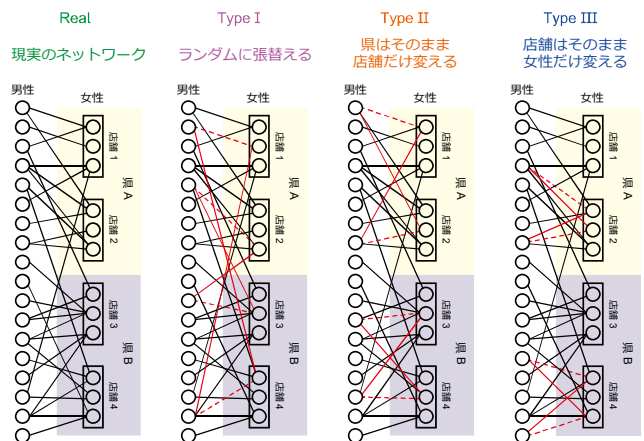 Real
現実のネットワーク
男性
女性
店舗 1
県 A
店舗 2
店舗 3
県 B
店舗 4
Type I
ランダムに張替える
男性
女性
店舗 1
県 A
店舗 2
店舗 3
県 B
店舗 4
Type II
県はそのまま
店舗だけ変える
男性
女性
店舗 1
県 A
店舗 2
店舗 3
県 B
店舗 4
Type III
店舗はそのまま
女性だけ変える
男性
女性
店舗 1
県 A
店舗 2
店舗 3
県 B
店舗 4